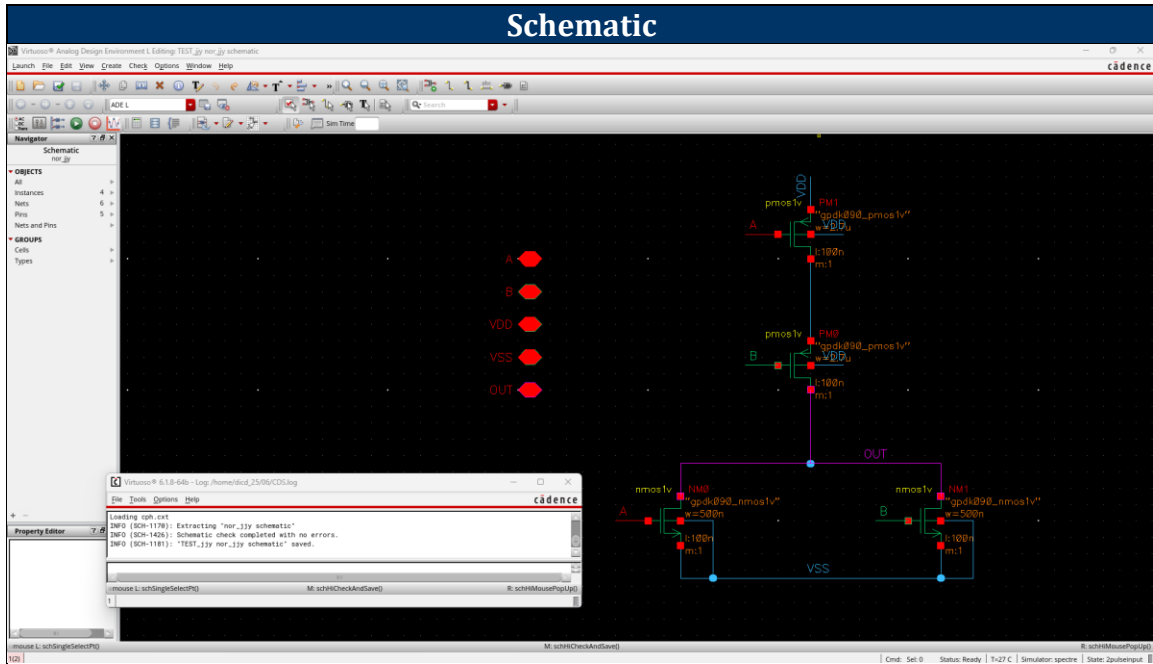 Schematic
Virtuoso® Analog Design Environment L Editing: TEST_jjy nor_jjy schematic
Launch File Edit View Create Check Options Window Help
cādence
ADE L
Search
Sim Time
Navigator
Schematic
nor_jjy
OBJECTS
All
Instances 4
Nets 6
Pins 5
Nets and Pins
GROUPS
Cells
Types
Property Editor
A
B
VDD
VSS
OUT
VDD
pmos1v PM1
"gpdk090_pmos1v"
A
VDD
l:100n
m:1
pmos1v PM0
"gpdk090_pmos1v"
B
VDD
l:100n
m:1
OUT
nmos1v NM0
"gpdk090_nmos1v"
w=500n
A
l:100n
m:1
nmos1v NM1
"gpdk090_nmos1v"
w=500n
B
l:100n
m:1
VSS
Virtuoso® 6.1.8-64b - Log: /home/dicd_25/06/CDS.log
File Tools Options Help
cādence
Loading cph.cxt
INFO (SCH-1170): Extracting "nor_jjy schematic"
INFO (SCH-1426): Schematic check completed with no errors.
INFO (SCH-1181): "TEST_jjy nor_jjy schematic" saved.
mouse L: schSingleSelectPt() M: schHiCheckAndSave() R: schHiMousePopUp()
1
mouse L: schSingleSelectPt() M: schHiCheckAndSave() R: schHiMousePopUp()
1(2)
Cmd: Sel: 0 Status: Ready T=27 C Simulator: spectre State: 2pulseinput